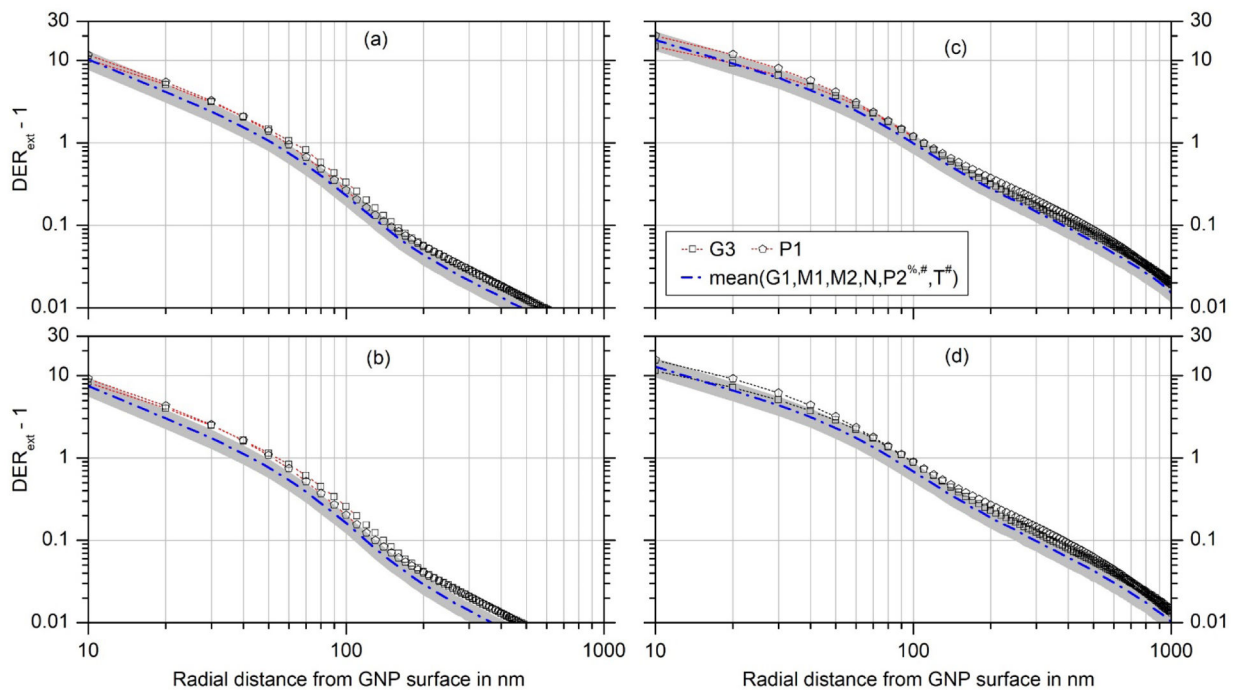 30
10
1
0.1
0.01
DER_ext - 1
(a)
30
10
1
0.1
0.01
(c)
G3 P1
mean(G1,M1,M2,N,P2^%,#,T^#)
30
10
1
0.1
0.01
DER_ext - 1
(b)
10 100 1000
Radial distance from GNP surface in nm
30
10
1
0.1
0.01
(d)
10 100 1000
Radial distance from GNP surface in nm